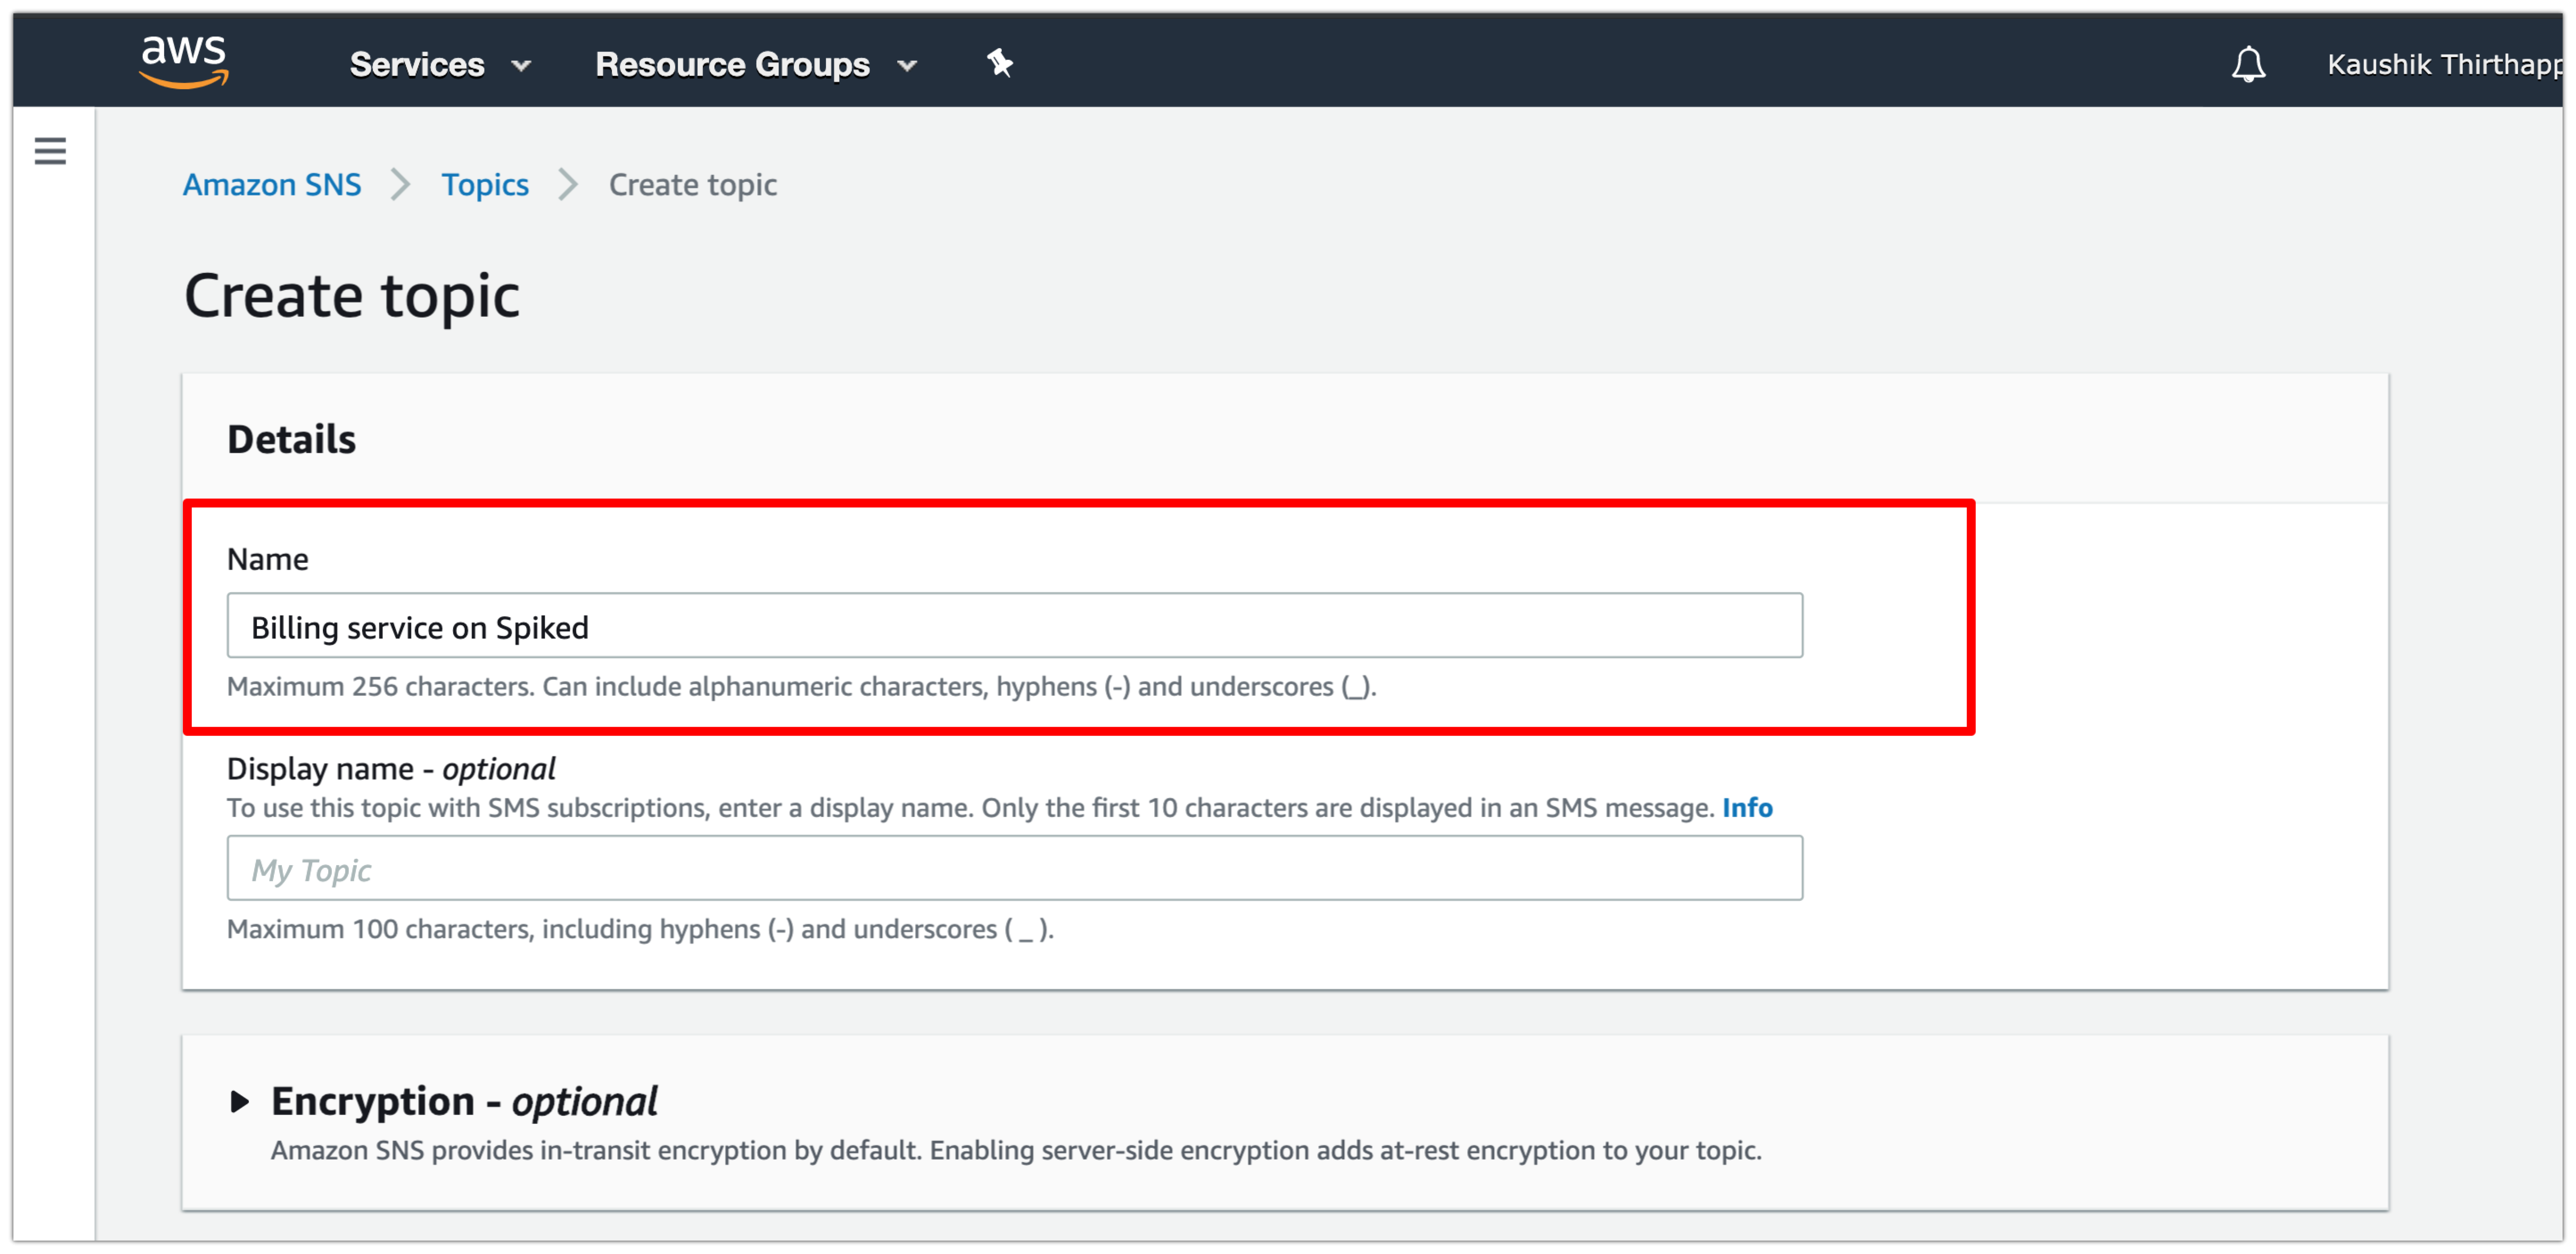 aws Services Resource Groups Kaushik Thirthapp
Amazon SNS Topics Create topic
Create topic
Details
Name
Billing service on Spiked
Maximum 256 characters. Can include alphanumeric characters, hyphens (-) and underscores (_).
Display name - optional
To use this topic with SMS subscriptions, enter a display name. Only the first 10 characters are displayed in an SMS message. Info
My Topic
Maximum 100 characters, including hyphens (-) and underscores ( _ ).
Encryption - optional
Amazon SNS provides in-transit encryption by default. Enabling server-side encryption adds at-rest encryption to your topic.